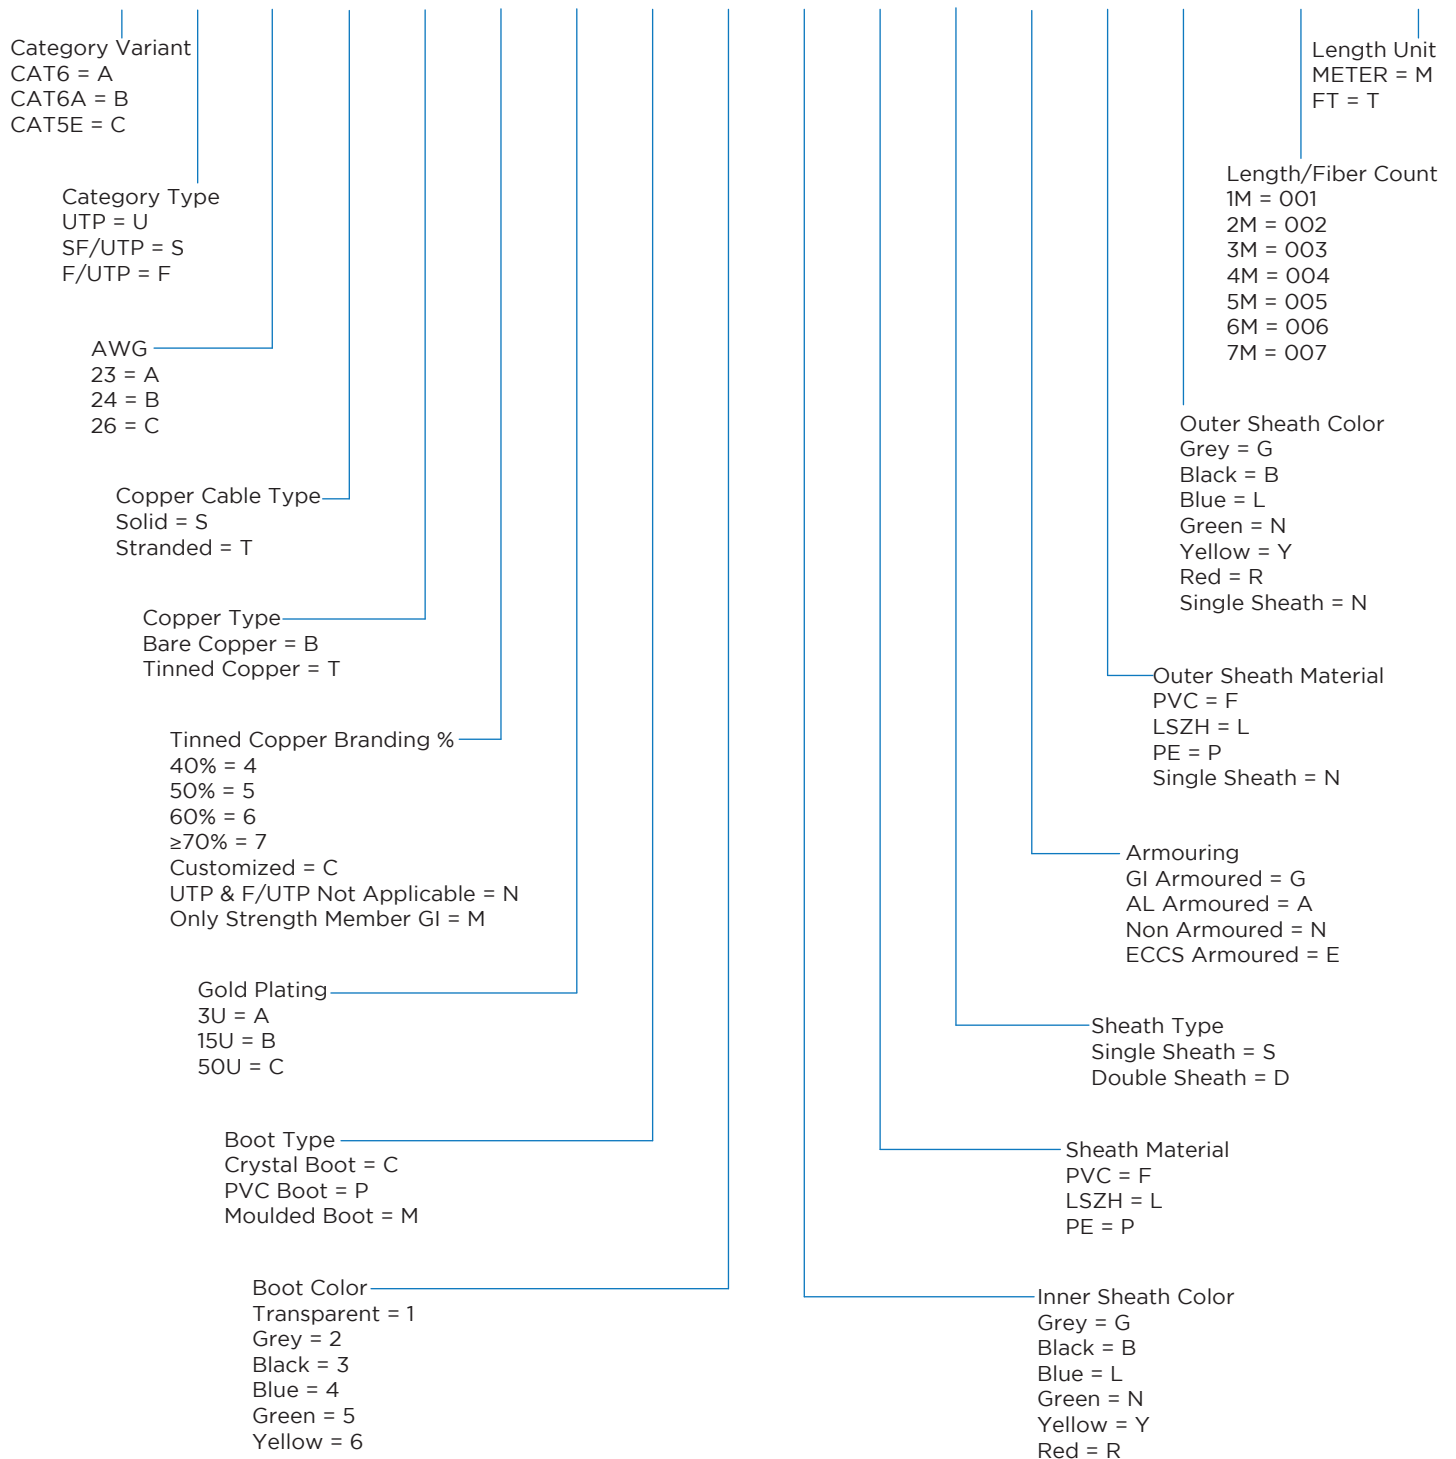 Category Variant
CAT6 = A
CAT6A = B
CAT5E = C
Category Type
UTP = U
SF/UTP = S
F/UTP = F
AWG
23 = A
24 = B
26 = C
Copper Cable Type
Solid = S
Stranded = T
Copper Type
Bare Copper = B
Tinned Copper = T
Tinned Copper Branding %
40% = 4
50% = 5
60% = 6
≥70% = 7
Customized = C
UTP & F/UTP Not Applicable = N
Only Strength Member GI = M
Gold Plating
3U = A
15U = B
50U = C
Boot Type
Crystal Boot = C
PVC Boot = P
Moulded Boot = M
Boot Color
Transparent = 1
Grey = 2
Black = 3
Blue = 4
Green = 5
Yellow = 6
Length Unit
METER = M
FT = T
Length/Fiber Count
1M = 001
2M = 002
3M = 003
4M = 004
5M = 005
6M = 006
7M = 007
Outer Sheath Color
Grey = G
Black = B
Blue = L
Green = N
Yellow = Y
Red = R
Single Sheath = N
Outer Sheath Material
PVC = F
LSZH = L
PE = P
Single Sheath = N
Armouring
GI Armoured = G
AL Armoured = A
Non Armoured = N
ECCS Armoured = E
Sheath Type
Single Sheath = S
Double Sheath = D
Sheath Material
PVC = F
LSZH = L
PE = P
Inner Sheath Color
Grey = G
Black = B
Blue = L
Green = N
Yellow = Y
Red = R